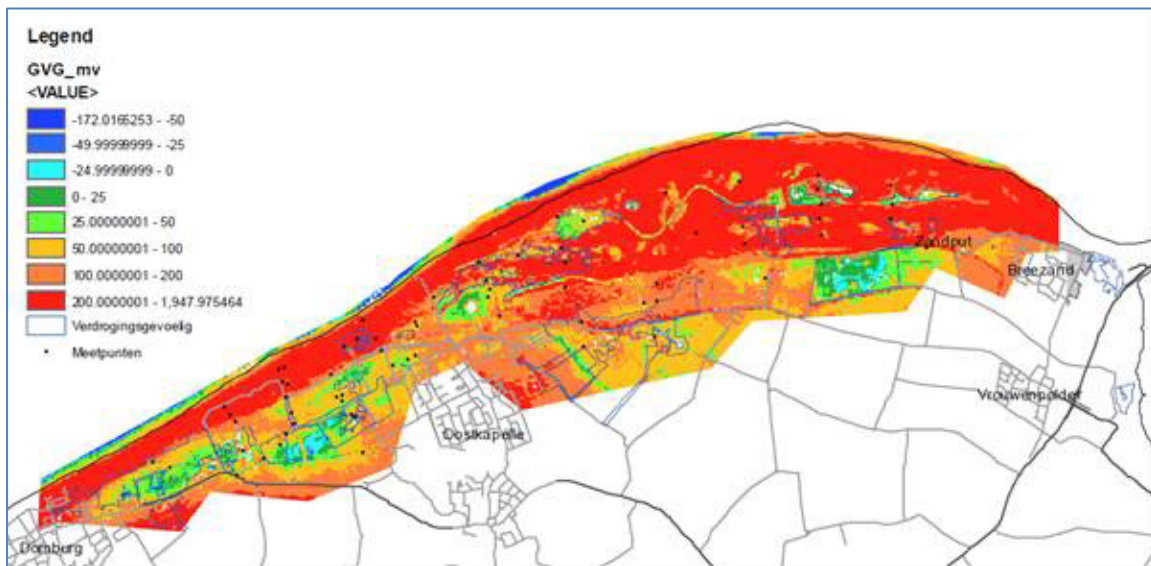 Legend
GVG_mv
<VALUE>
-172.0165253 - -50
-49.99999999 - -25
-24.99999999 - 0
0 - 25
25.00000001 - 50
50.00000001 - 100
100.0000001 - 200
200.0000001 - 1,947.975464
Verdrogingsgevoelig
Meetpunten
Zandput
Breezand
Vrouwenpolder
Oostkapelle
Domburg